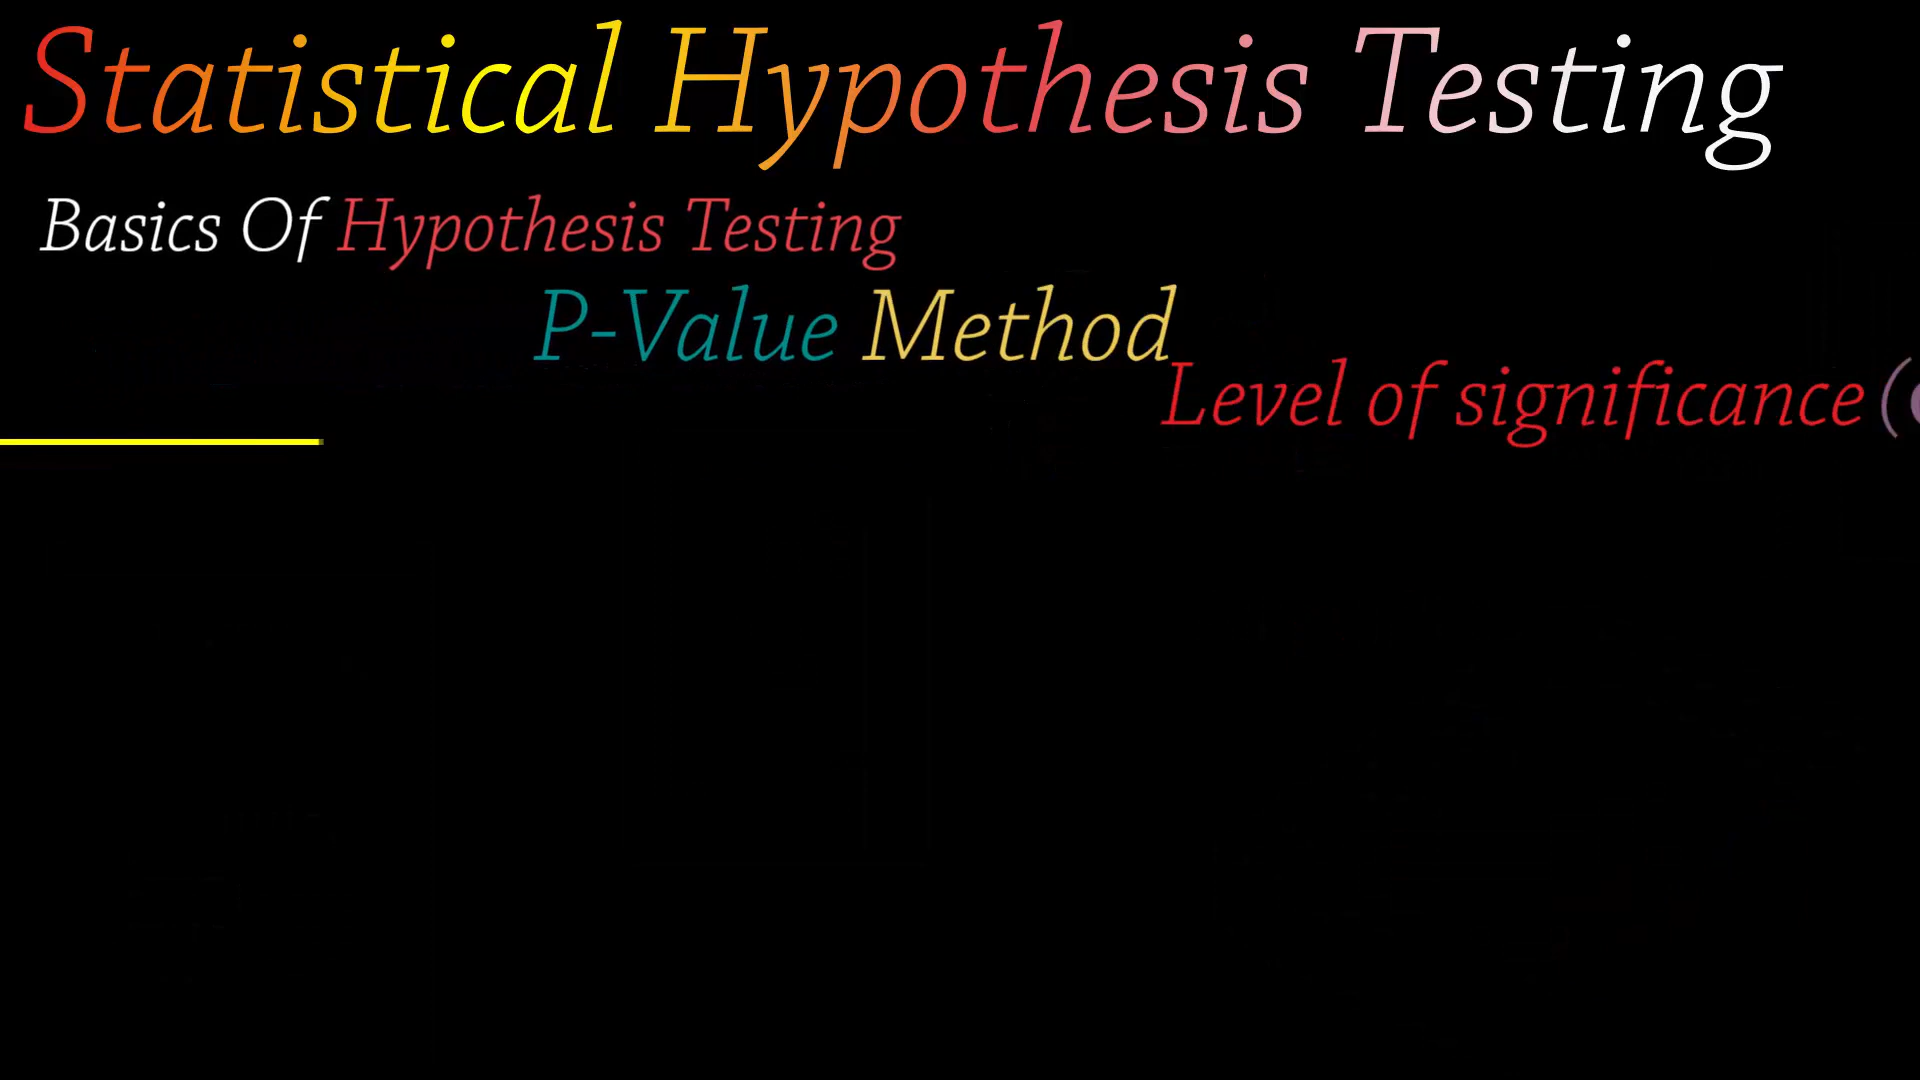 Statistical Hypothesis Testing
Basics Of Hypothesis Testing
P-Value Method
Level of significance (